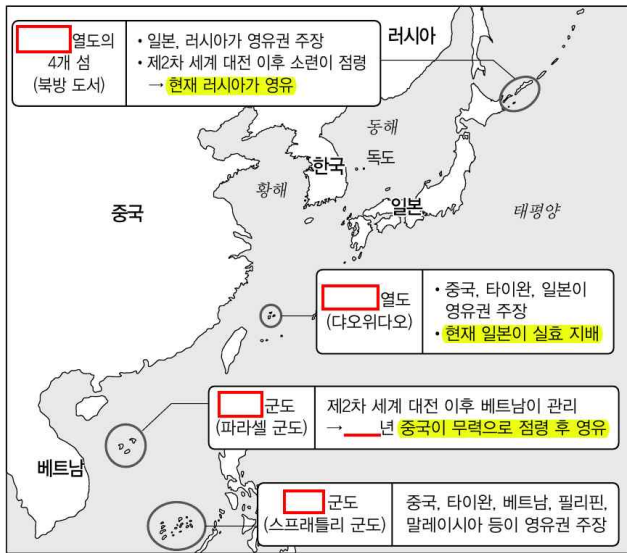 열도의
4개 섬
(북방 도서)
• 일본, 러시아가 영유권 주장
• 제2차 세계 대전 이후 소련이 점령
→ 현재 러시아가 영유
러시아
동해
한국
독도
황해
중국
일본
태평양
열도
(댜오위다오)
• 중국, 타이완, 일본이
영유권 주장
• 현재 일본이 실효 지배
군도
(파라셀 군도)
제2차 세계 대전 이후 베트남이 관리
→ ___년 중국이 무력으로 점령 후 영유
베트남
군도
(스프래틀리 군도)
중국, 타이완, 베트남, 필리핀,
말레이시아 등이 영유권 주장